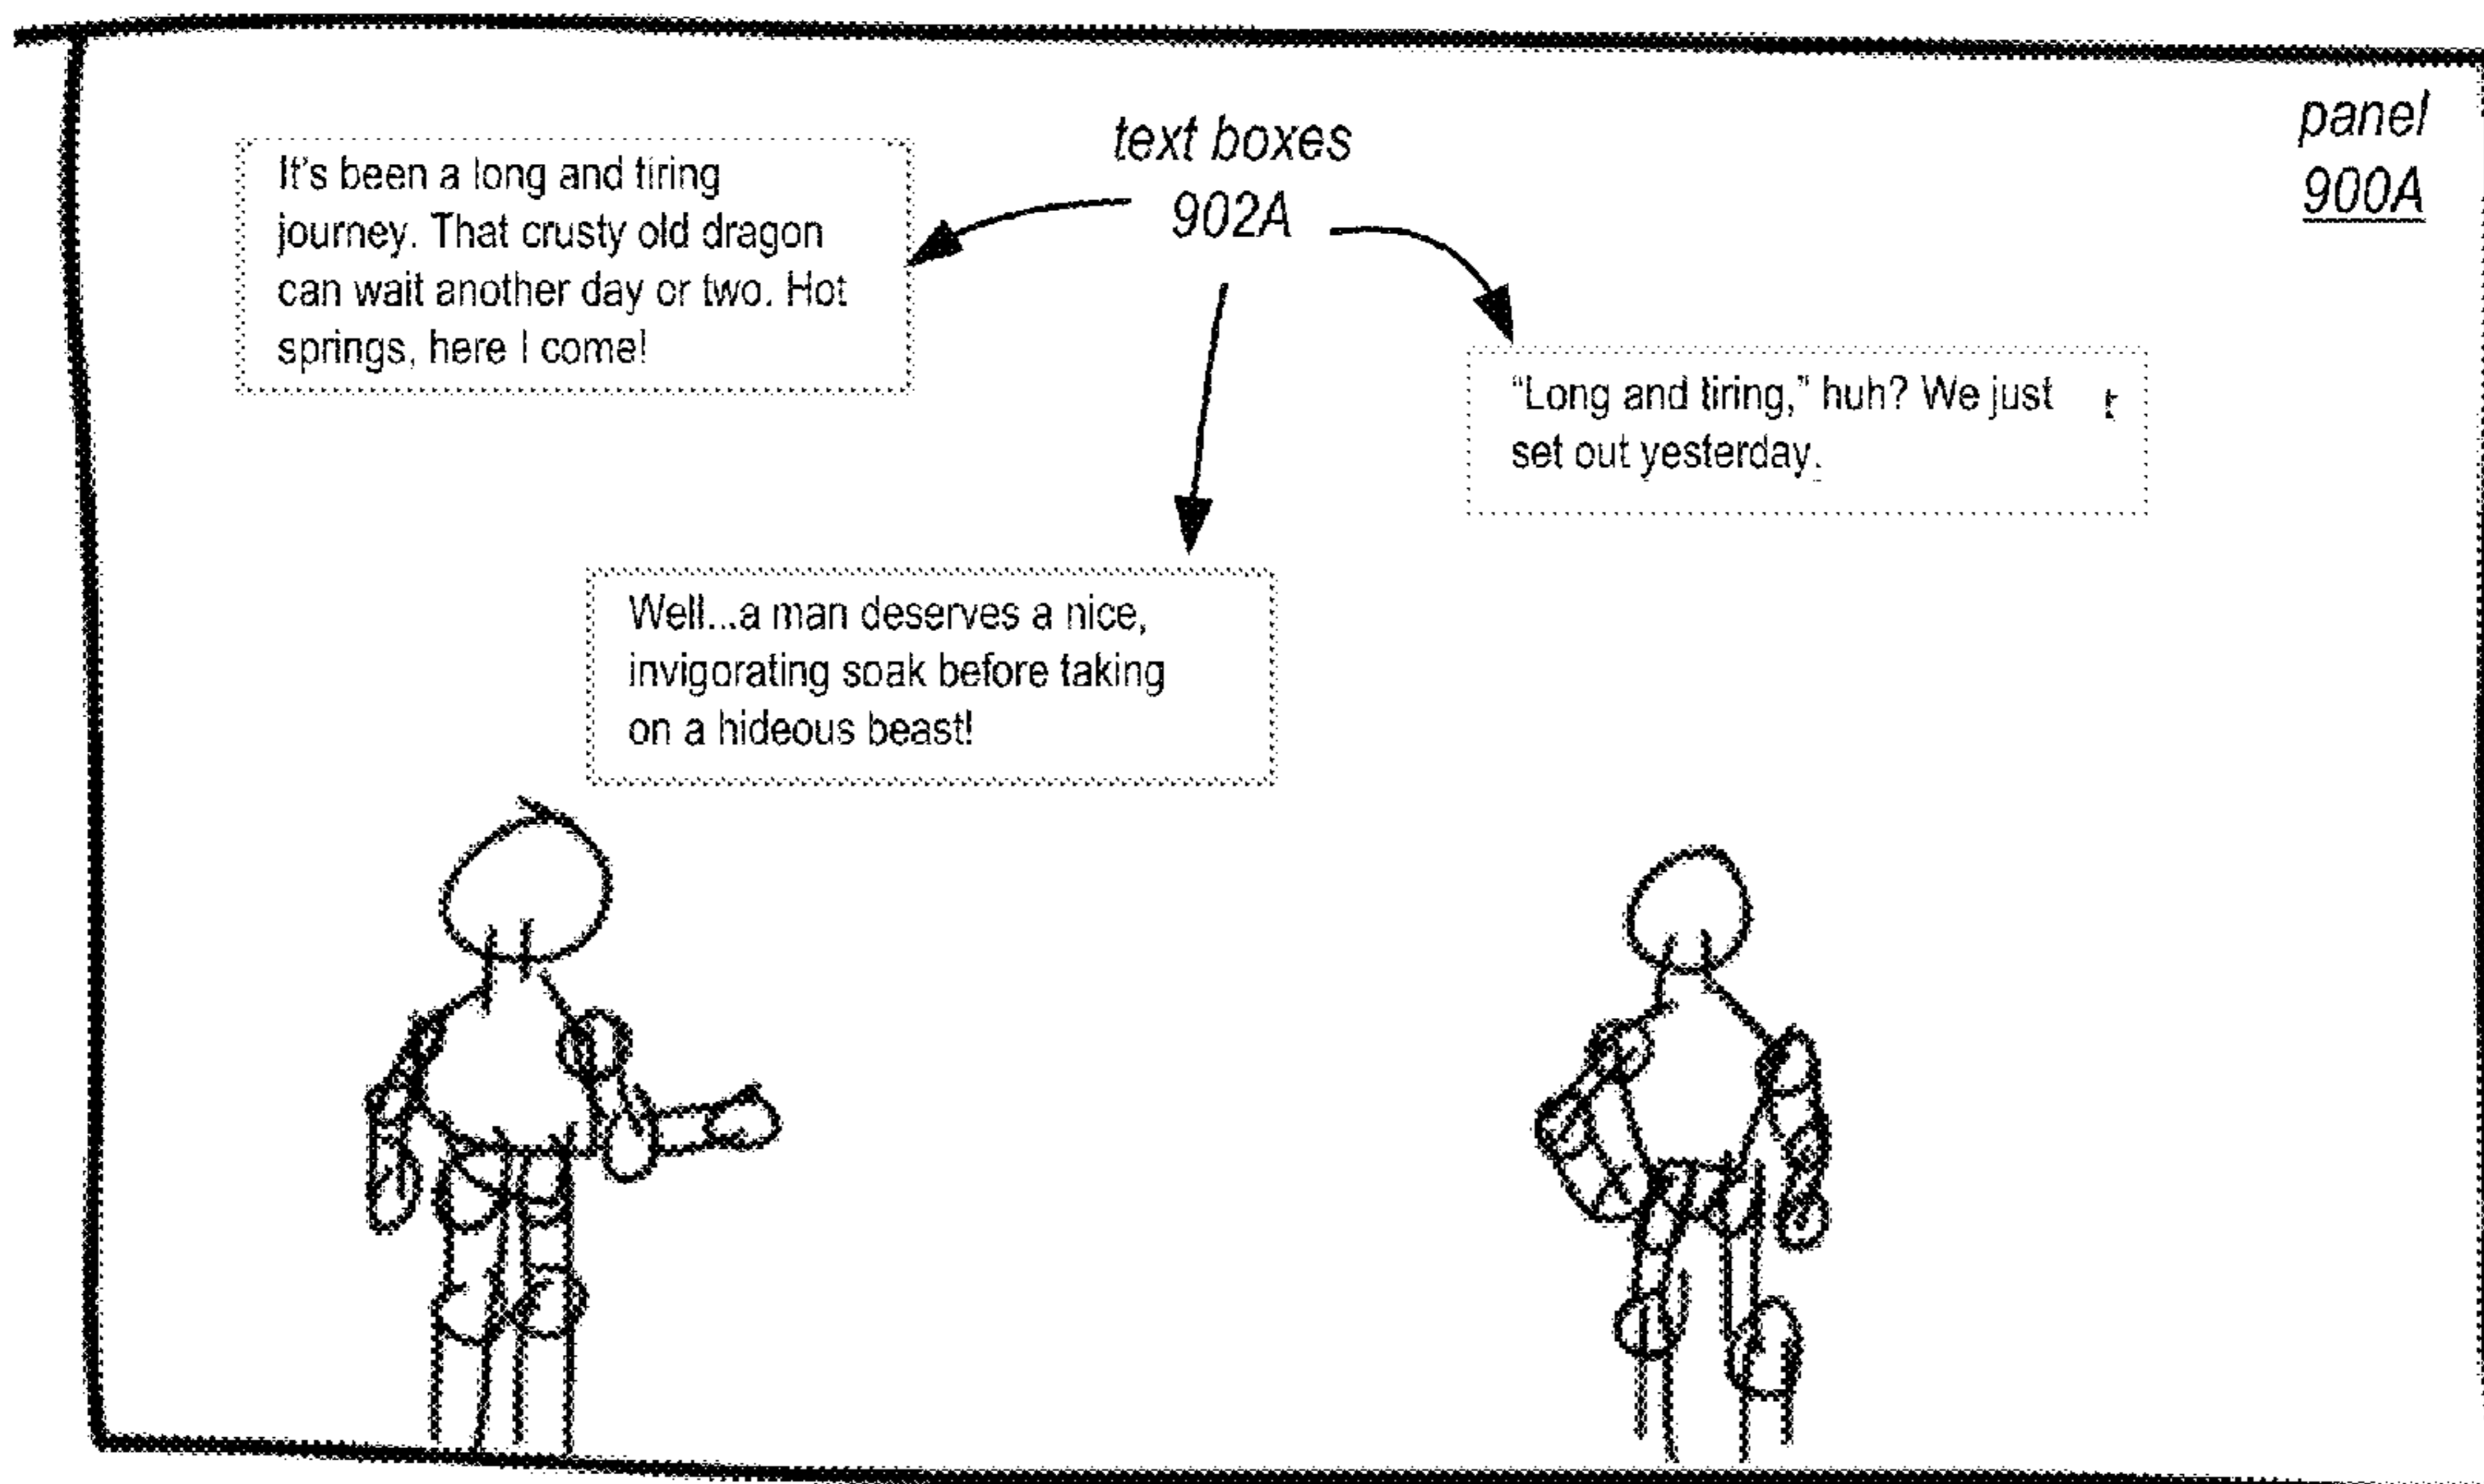 text boxes
902A
panel
900A
It's been a long and tiring
journey. That crusty old dragon
can wait another day or two. Hot
springs, here I come!
“Long and tiring,” huh? We just t
set out yesterday.
Well...a man deserves a nice,
invigorating soak before taking
on a hideous beast!